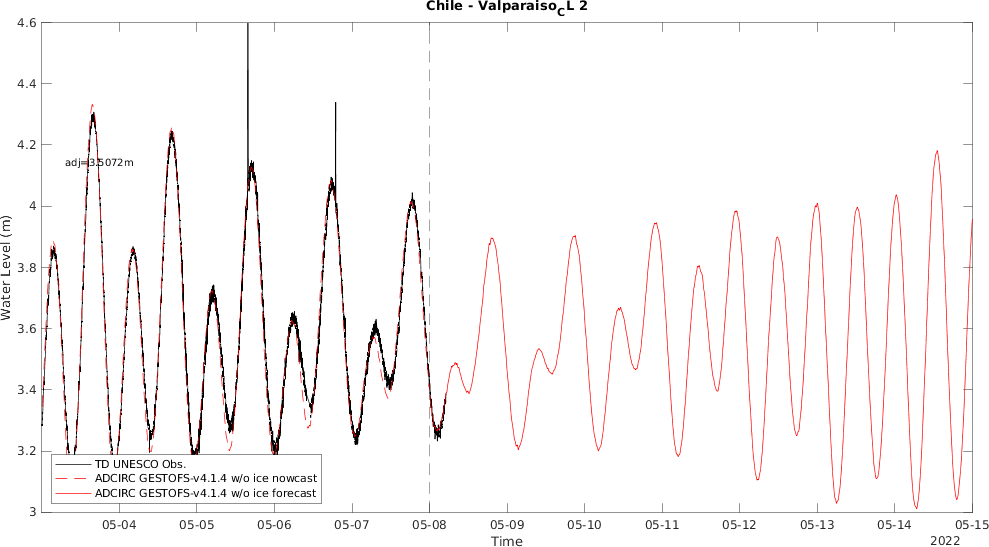 Chile - ValparaisoCL 2
4.6
4.4
4.2
4
3.8
3.6
3.4
3.2
3
Water Level (m)
adj=3.5072m
TD UNESCO Obs.
ADCIRC GESTOFS-v4.1.4 w/o ice nowcast
ADCIRC GESTOFS-v4.1.4 w/o ice forecast
05-04 05-05 05-06 05-07 05-08 05-09 05-10 05-11 05-12 05-13 05-14 05-15
Time
2022